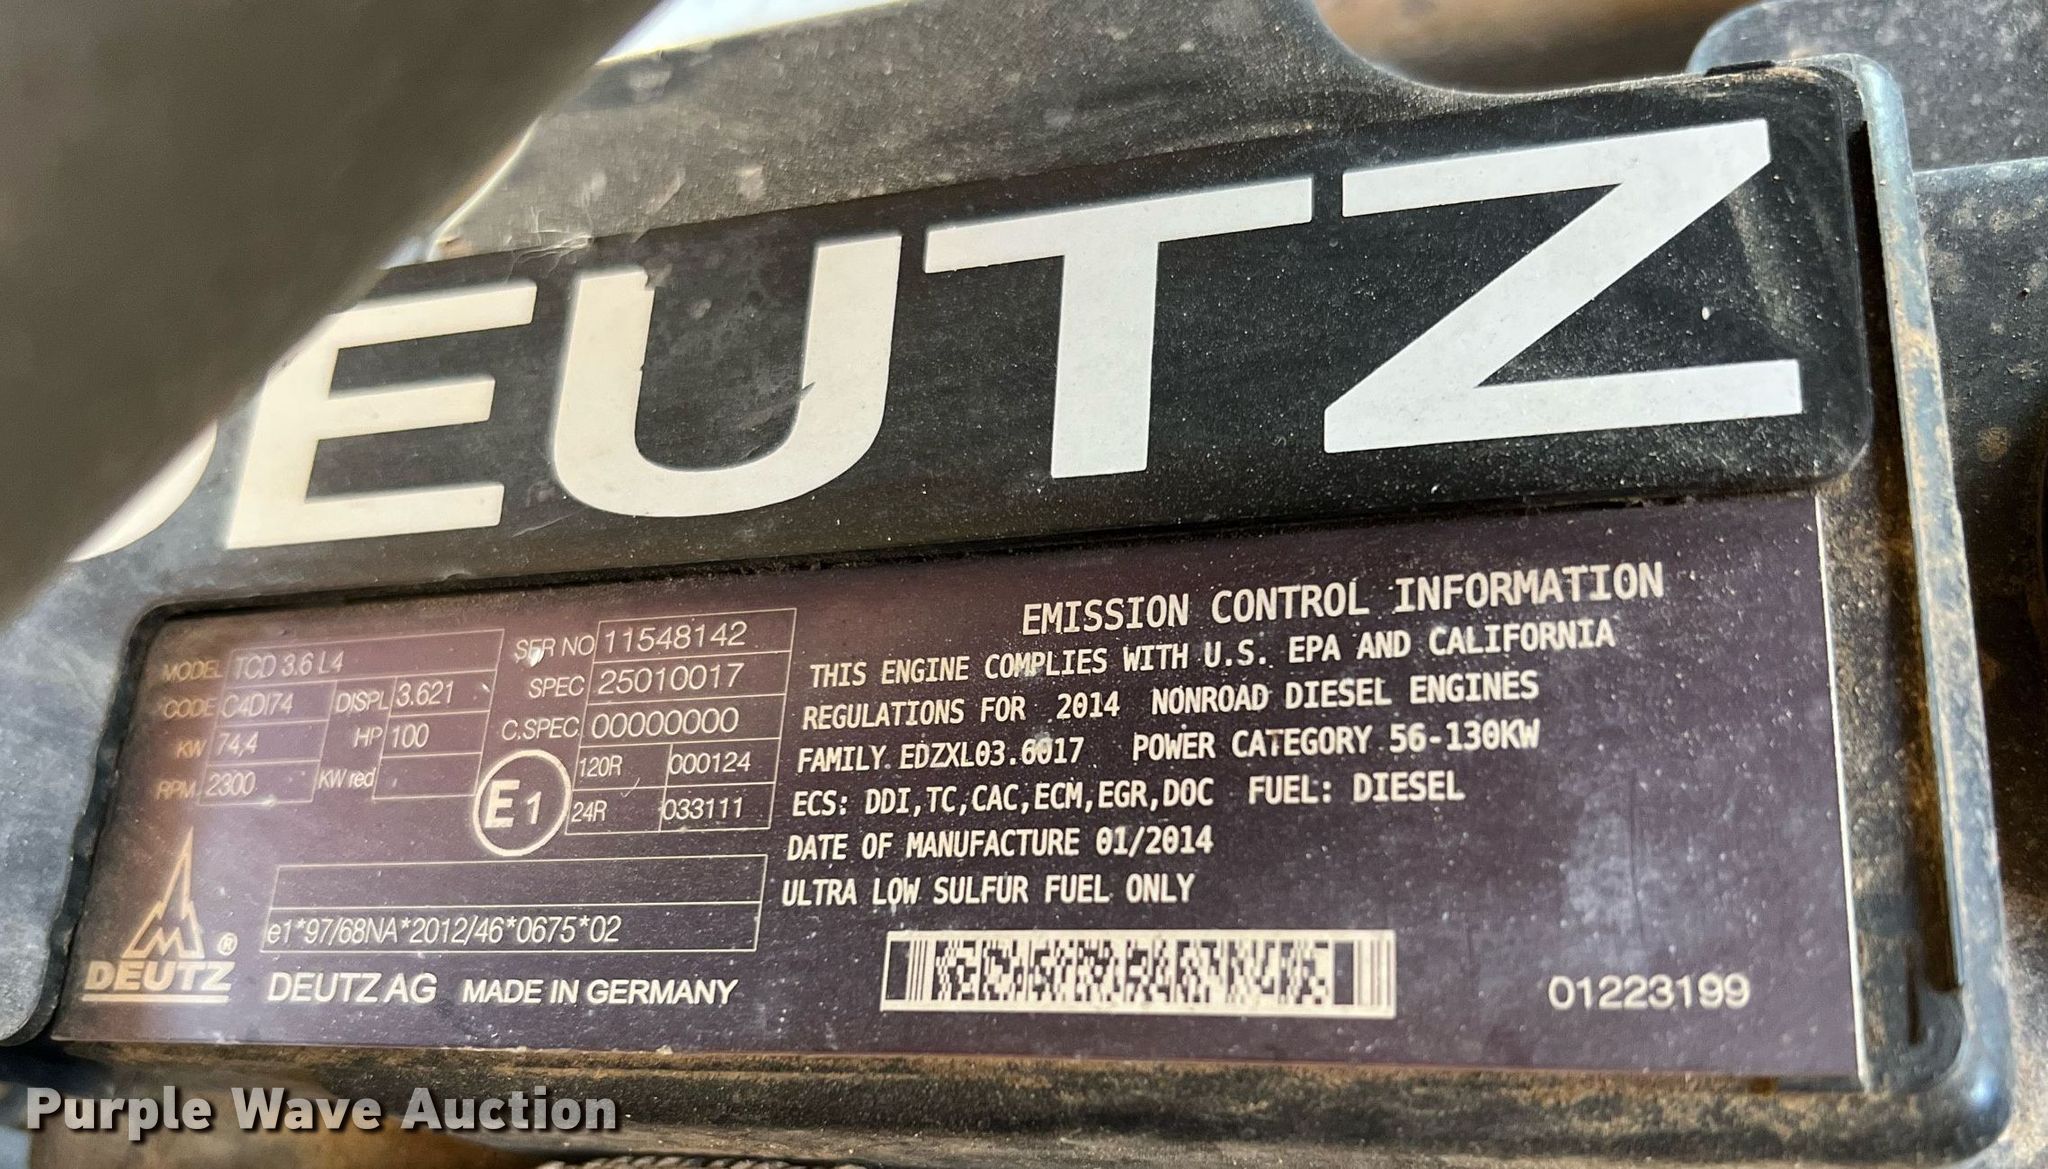 DEUTZ
MODEL TCD 3.6 L4
CODE C4DI74 DISPL 3.621
KW 74,4 HP 100
RPM 2300 KW red
SER NO 11548142
SPEC 25010017
C.SPEC 00000000
E1 120R 000124
24R 033111
e1*97/68NA*2012/46*0675*02
DEUTZ ®
DEUTZ AG MADE IN GERMANY
EMISSION CONTROL INFORMATION
THIS ENGINE COMPLIES WITH U.S. EPA AND CALIFORNIA
REGULATIONS FOR 2014 NONROAD DIESEL ENGINES
FAMILY EDZXL03.6017 POWER CATEGORY 56-130KW
ECS: DDI,TC,CAC,ECM,EGR,DOC FUEL: DIESEL
DATE OF MANUFACTURE 01/2014
ULTRA LOW SULFUR FUEL ONLY
01223199
Purple Wave Auction